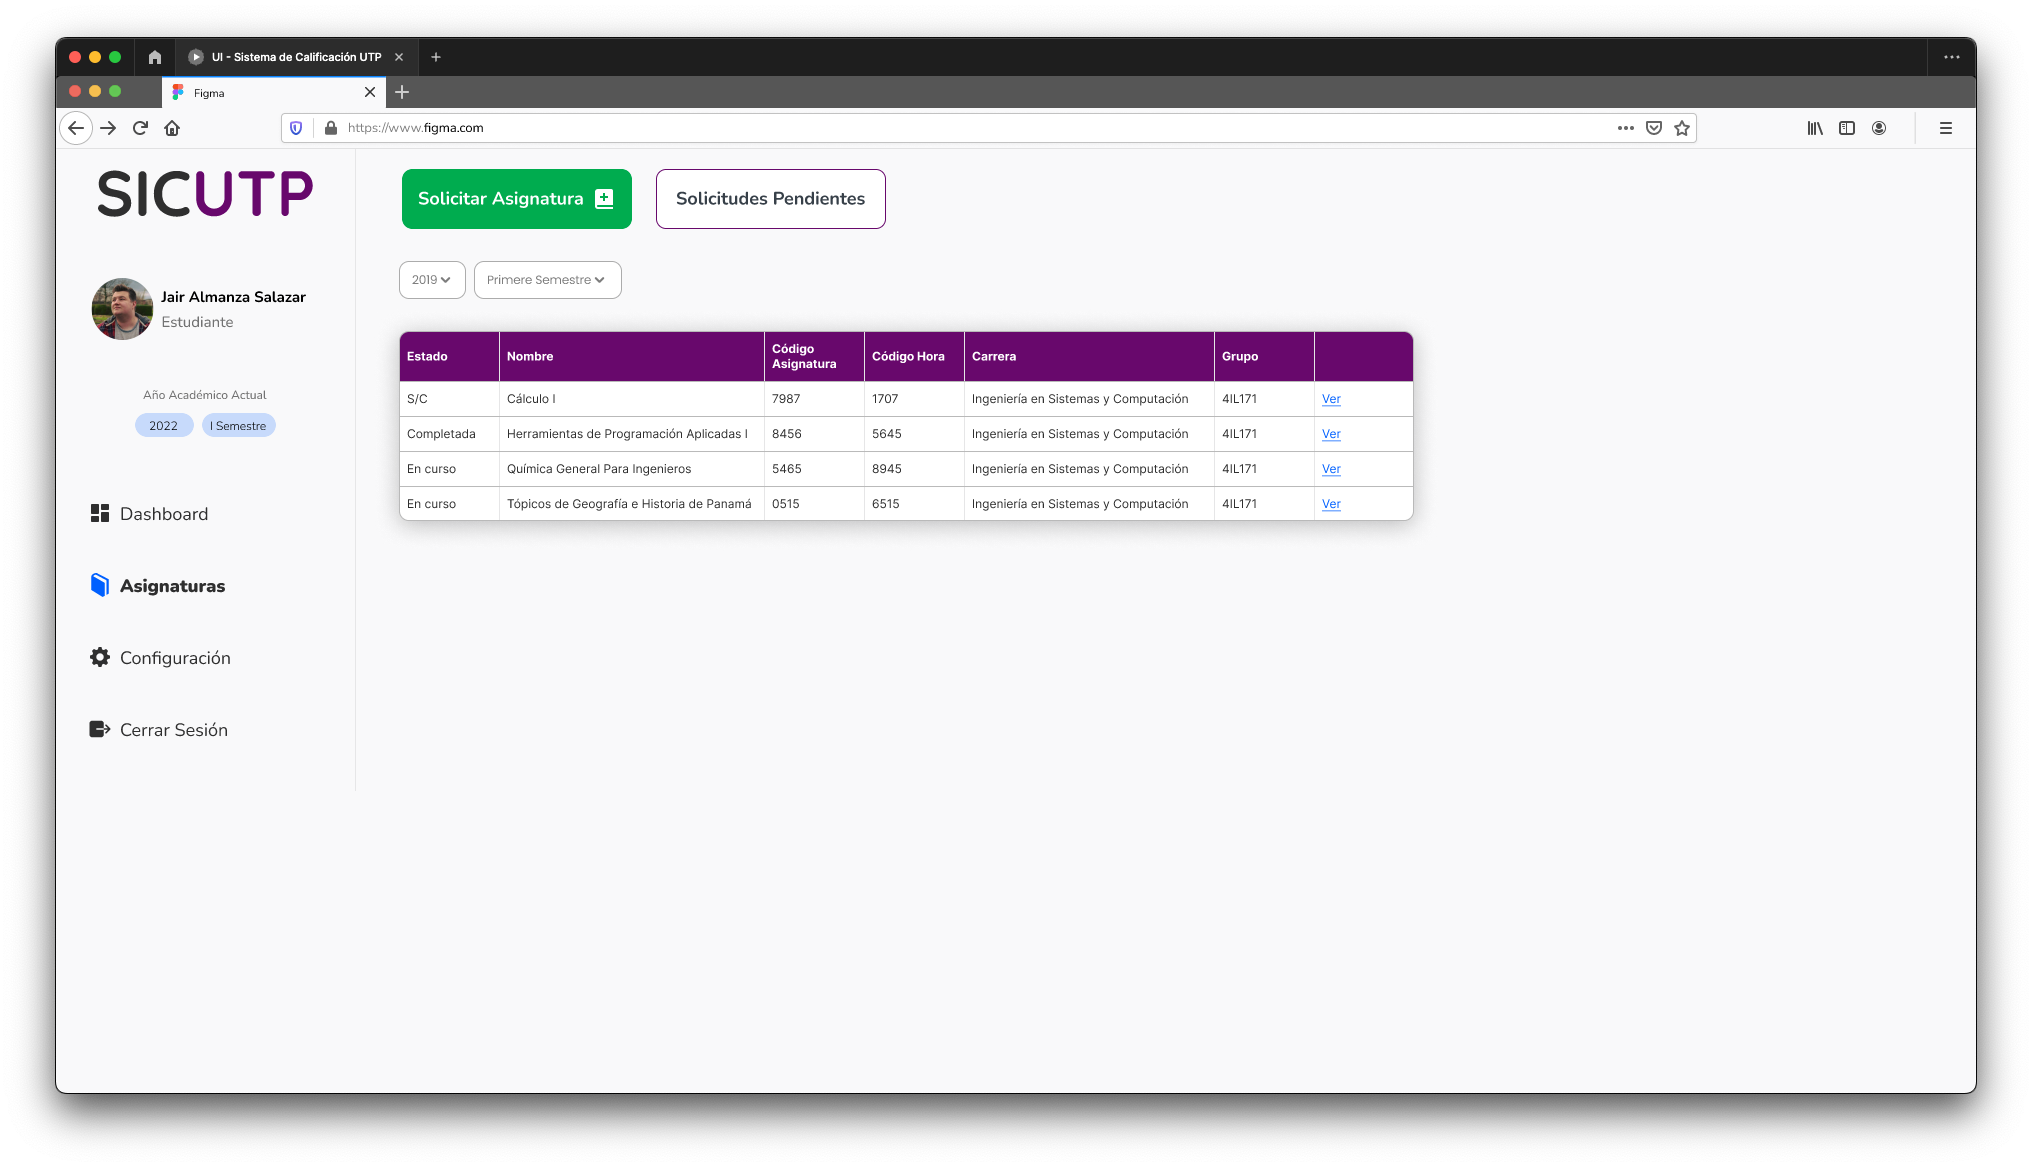 UI - Sistema de Calificación UTP
Figma
https://www.figma.com
SICUTP
Solicitar Asignatura
Solicitudes Pendientes
2019
Primere Semestre
Jair Almanza Salazar
Estudiante
Año Académico Actual
2022
I Semestre
Dashboard
Asignaturas
Configuración
Cerrar Sesión
Estado Nombre Código Asignatura Código Hora Carrera Grupo
S/C Cálculo I 7987 1707 Ingeniería en Sistemas y Computación 4IL171 Ver
Completada Herramientas de Programación Aplicadas I 8456 5645 Ingeniería en Sistemas y Computación 4IL171 Ver
En curso Química General Para Ingenieros 5465 8945 Ingeniería en Sistemas y Computación 4IL171 Ver
En curso Tópicos de Geografía e Historia de Panamá 0515 6515 Ingeniería en Sistemas y Computación 4IL171 Ver